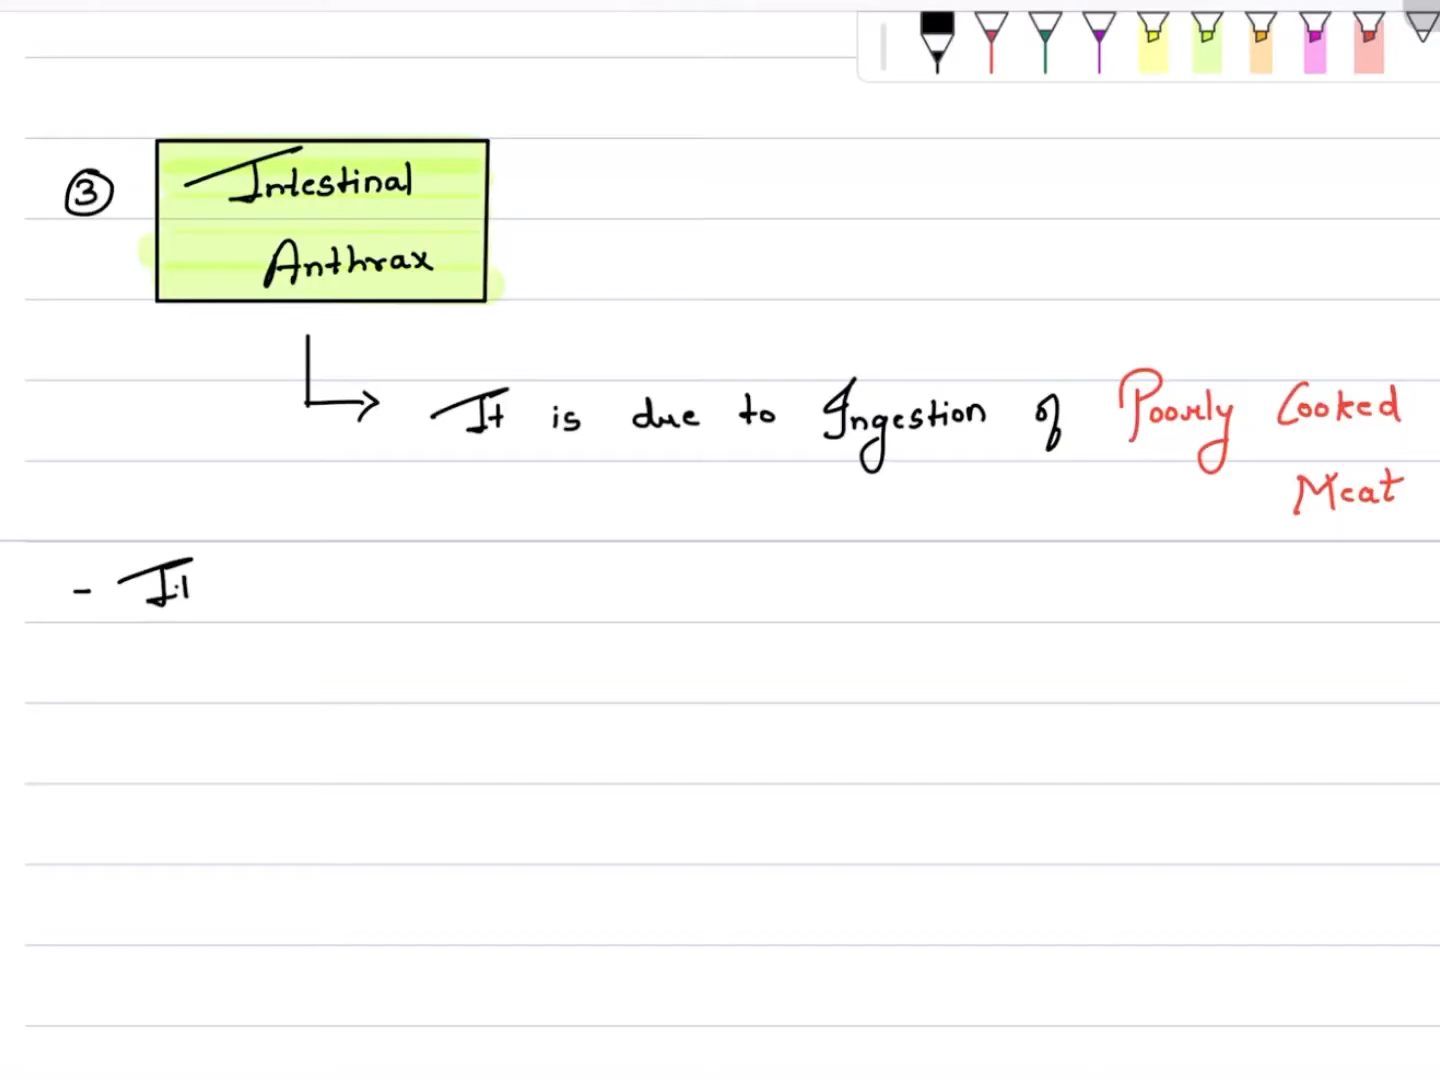 3 Intestinal
Anthrax
It is due to Ingestion of Poorly Cooked
Meat
-